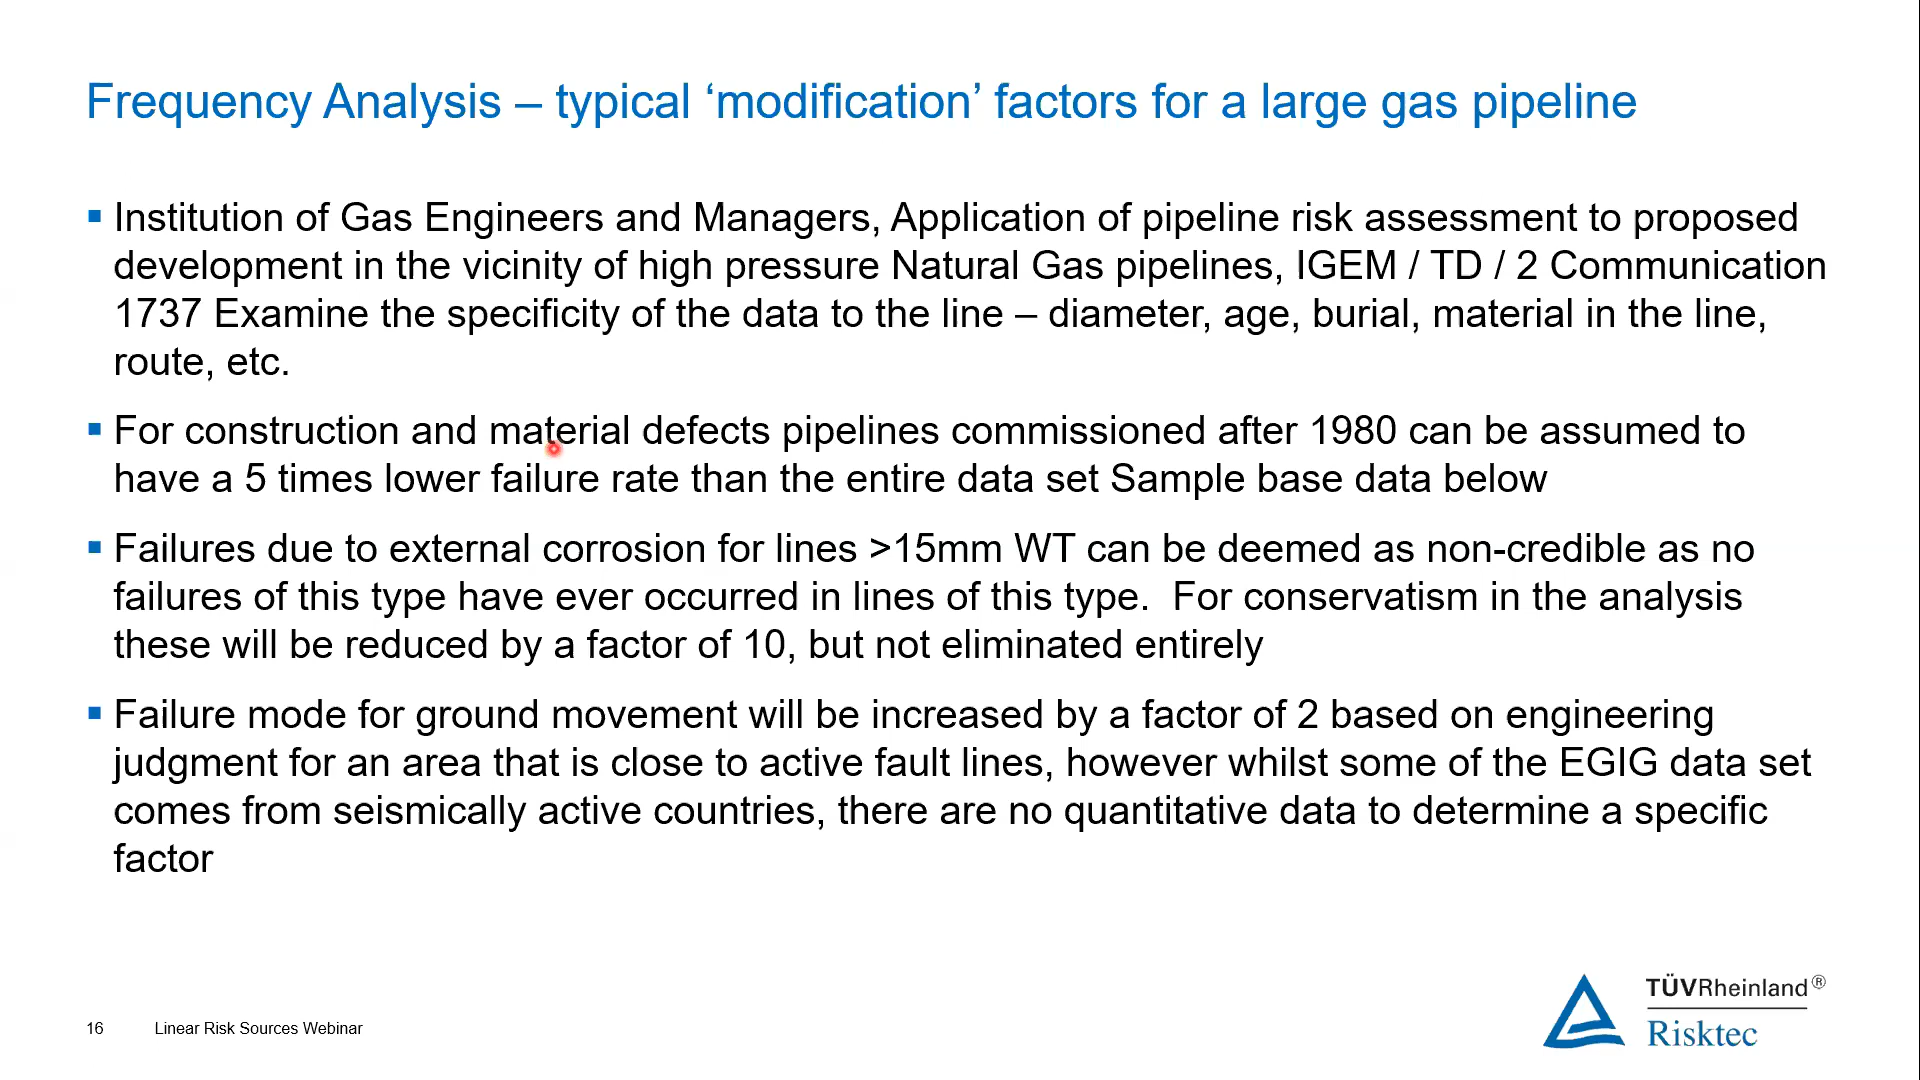 Frequency Analysis – typical ‘modification’ factors for a large gas pipeline
▪ Institution of Gas Engineers and Managers, Application of pipeline risk assessment to proposed
development in the vicinity of high pressure Natural Gas pipelines, IGEM / TD / 2 Communication
1737 Examine the specificity of the data to the line – diameter, age, burial, material in the line,
route, etc.
▪ For construction and material defects pipelines commissioned after 1980 can be assumed to
have a 5 times lower failure rate than the entire data set Sample base data below
▪ Failures due to external corrosion for lines >15mm WT can be deemed as non-credible as no
failures of this type have ever occurred in lines of this type.  For conservatism in the analysis
these will be reduced by a factor of 10, but not eliminated entirely
▪ Failure mode for ground movement will be increased by a factor of 2 based on engineering
judgment for an area that is close to active fault lines, however whilst some of the EGIG data set
comes from seismically active countries, there are no quantitative data to determine a specific
factor
16 Linear Risk Sources Webinar
TÜVRheinland®
Risktec